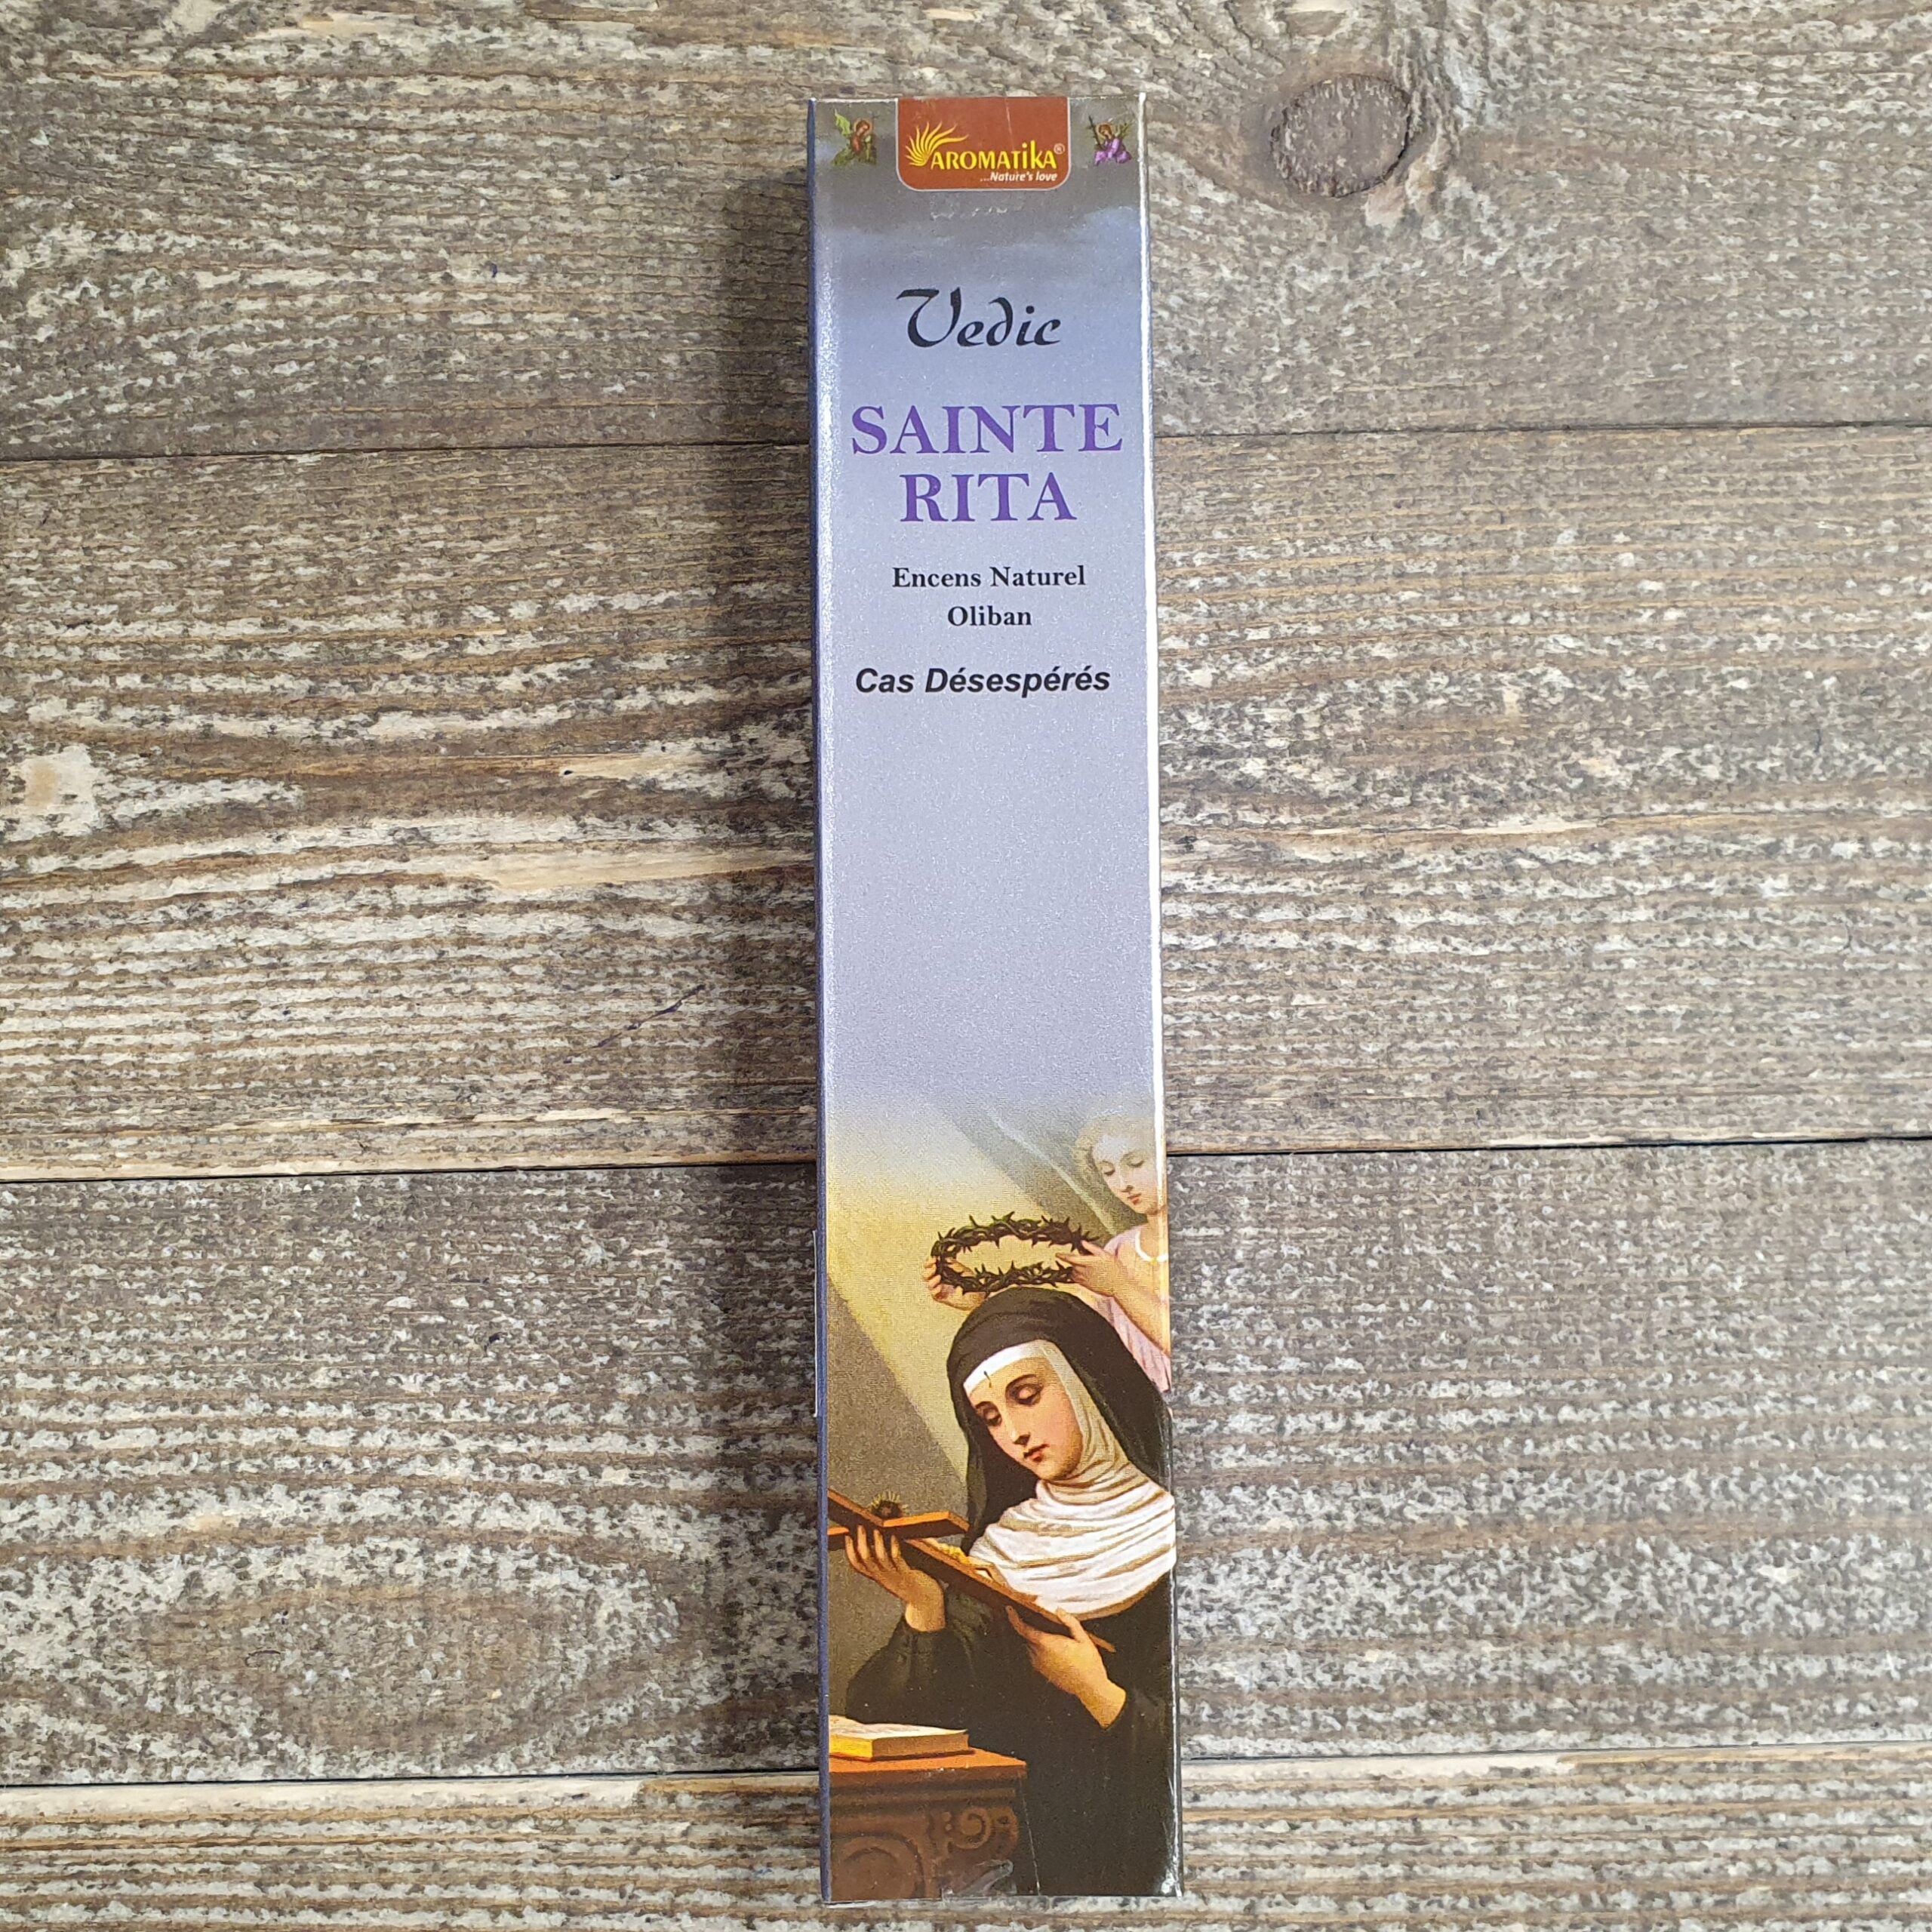 AROMATIKA®
...Nature's love
Vedic
SAINTE
RITA
Encens Naturel
Oliban
Cas Désespérés